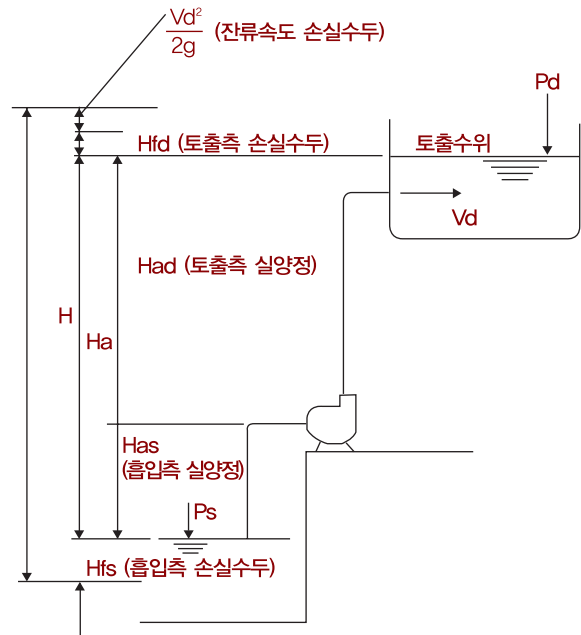 Vd²
2g
(잔류속도 손실수두)
Pd
Hfd (토출측 손실수두)
토출수위
Vd
Had (토출측 실양정)
H
Ha
Has
(흡입측 실양정)
Ps
Hfs (흡입측 손실수두)